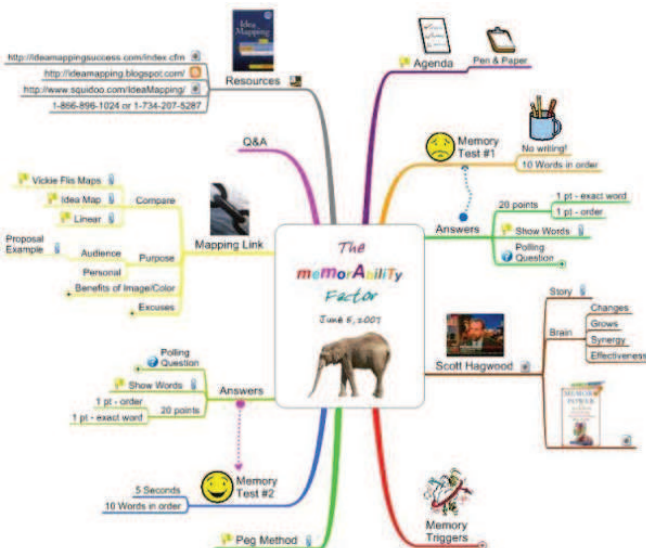 The
memorAbiliTy
Factor
June 5, 2007
Agenda
Pen & Paper
Memory
Test #1
No writing!
10 Words in order
Answers
20 points
1 pt - exact word
1 pt - order
Show Words
Polling
Question
Scott Hagwood
Story
Brain
Changes
Grows
Synergy
Effectiveness
Memory
Triggers
Peg Method
Memory
Test #2
5 Seconds
10 Words in order
Answers
Polling
Question
Show Words
20 points
1 pt - order
1 pt - exact word
Mapping Link
Compare
Vickie Flis Maps
Idea Map
Linear
Purpose
Audience
Proposal
Example
Personal
Benefits of Image/Color
Excuses
Q&A
Resources
Idea
Mapping
http://ideamappingsuccess.com/index.cfm
http://ideamapping.blogspot.com/
http://www.squidoo.com/IdeaMapping/
1-866-896-1024 or 1-734-207-5287